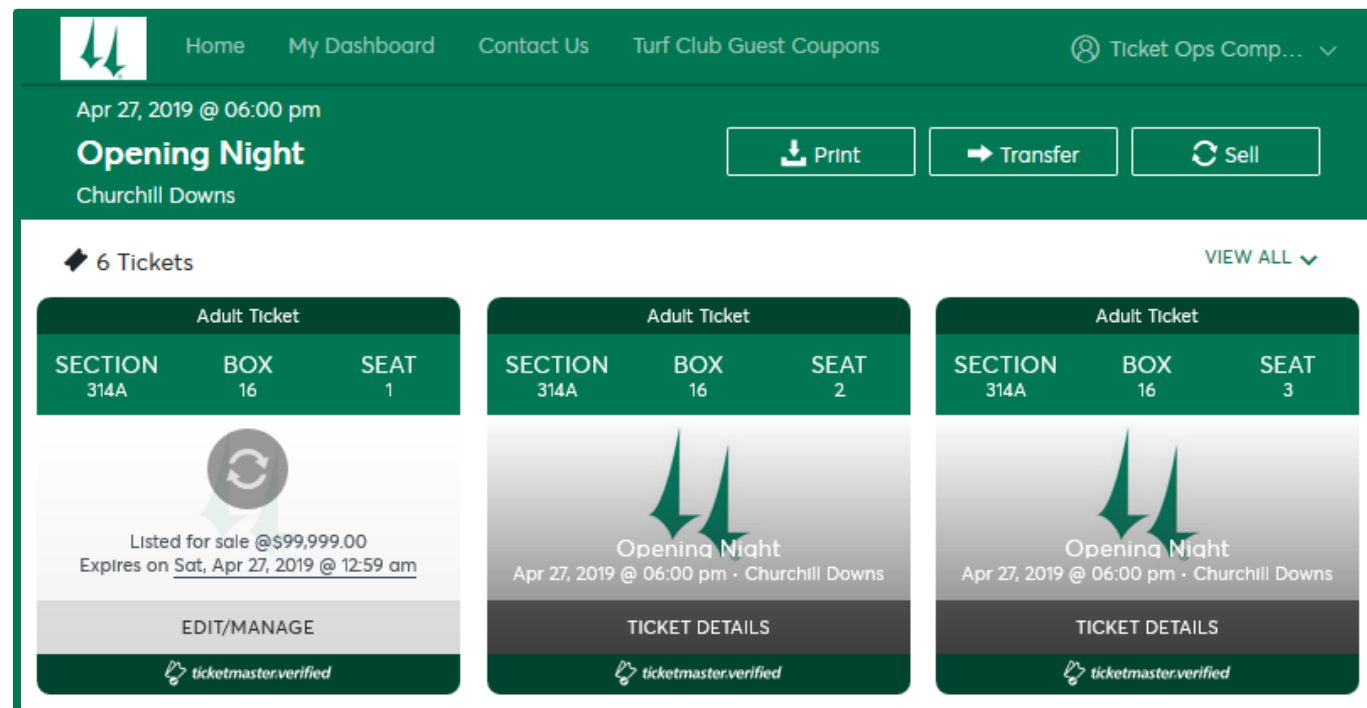 Home My Dashboard Contact Us Turf Club Guest Coupons Ticket Ops Comp...
Apr 27, 2019 @ 06:00 pm
Opening Night
Churchill Downs
Print Transfer Sell
6 Tickets
VIEW ALL
Adult Ticket
SECTION BOX SEAT
314A 16 1
Listed for sale @$99,999.00
Expires on Sat, Apr 27, 2019 @ 12:59 am
EDIT/MANAGE
ticketmaster.verified
Adult Ticket
SECTION BOX SEAT
314A 16 2
Opening Night
Apr 27, 2019 @ 06:00 pm · Churchill Downs
TICKET DETAILS
ticketmaster.verified
Adult Ticket
SECTION BOX SEAT
314A 16 3
Opening Night
Apr 27, 2019 @ 06:00 pm · Churchill Downs
TICKET DETAILS
ticketmaster.verified